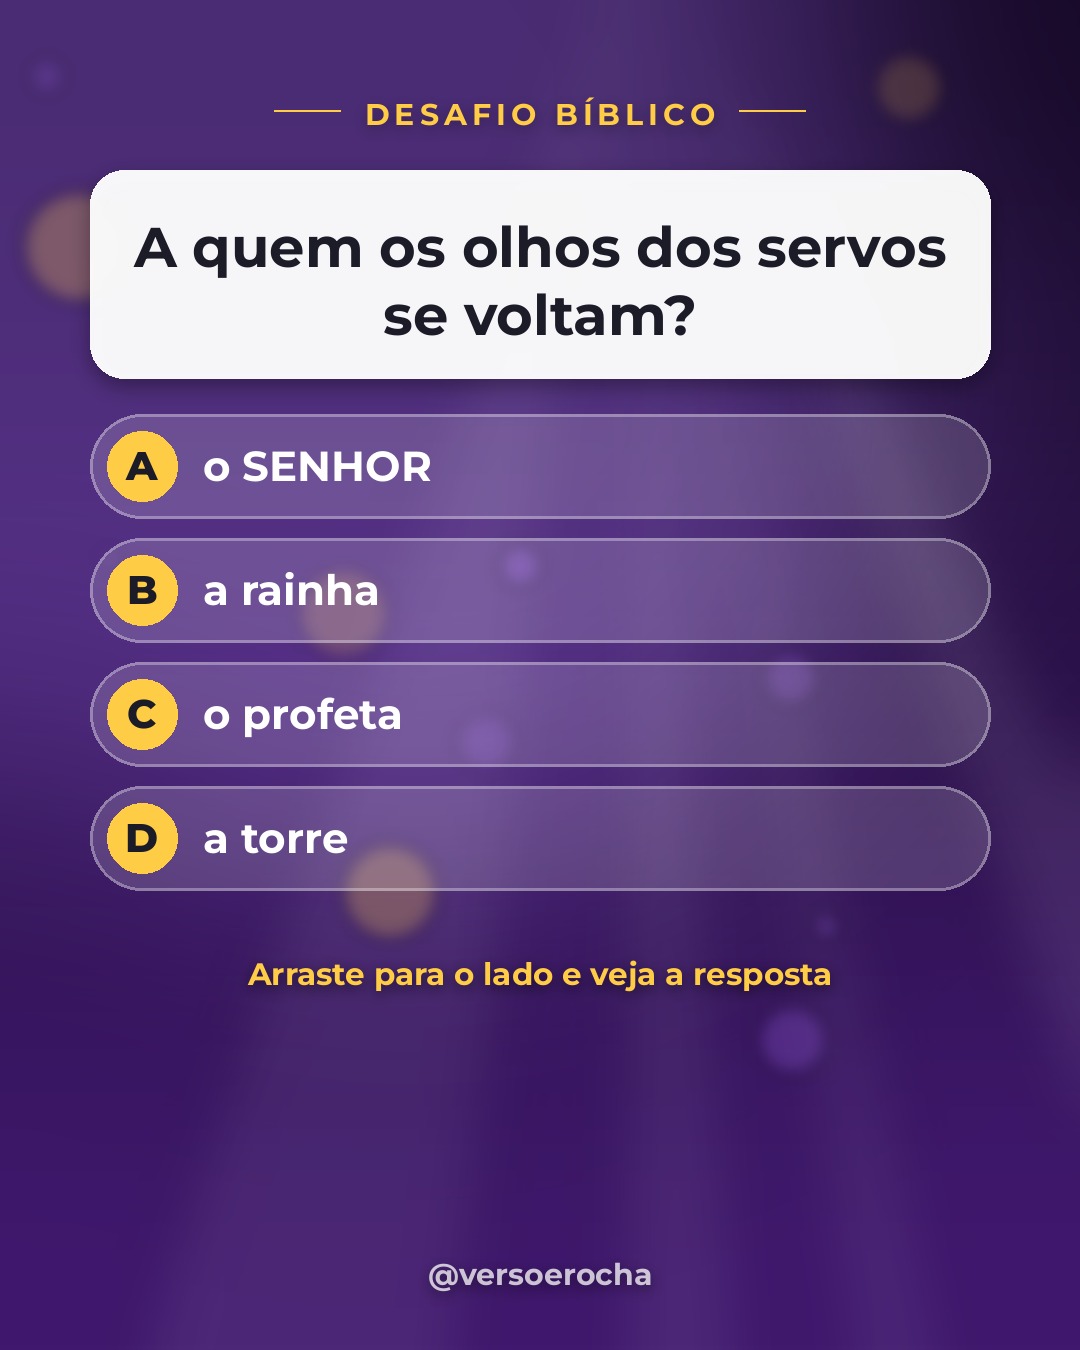 DESAFIO BÍBLICO
A quem os olhos dos servos
se voltam?
A o SENHOR
B a rainha
C o profeta
D a torre
Arraste para o lado e veja a resposta
@versoerocha